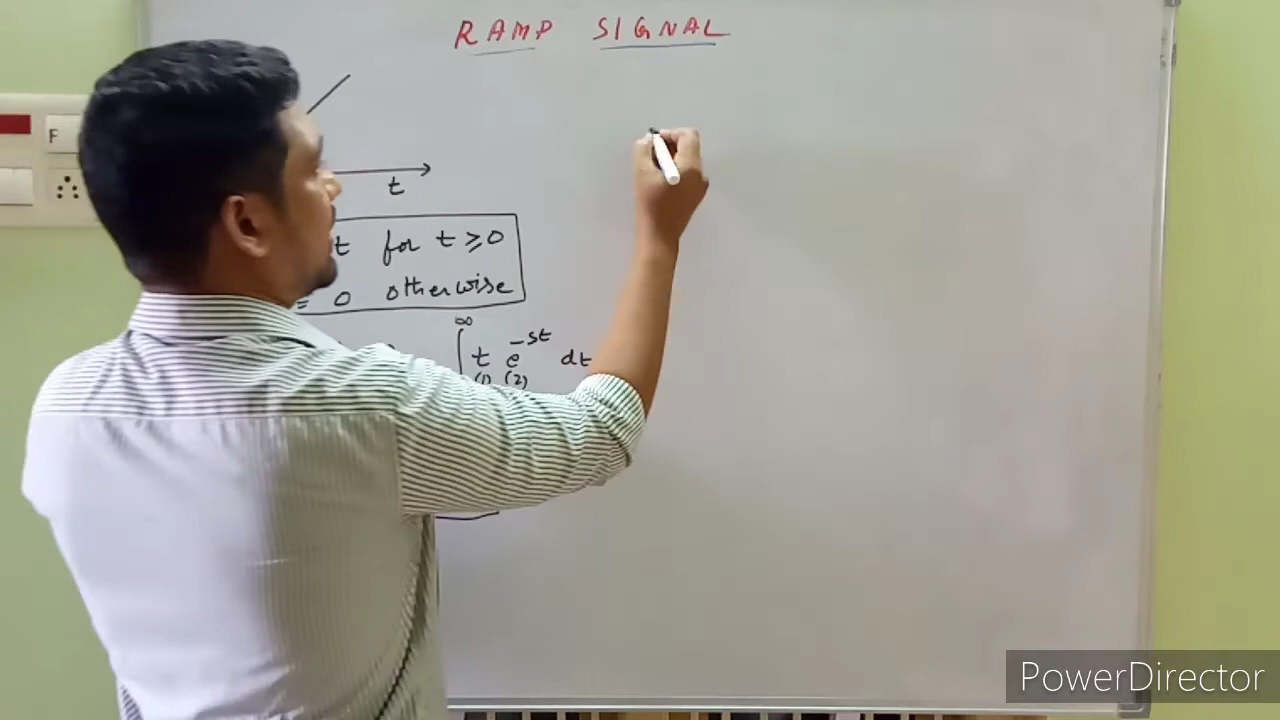 RAMP SIGNAL
F
t
t for t ≥ 0
= 0 otherwise
∞
∫ t e^-st dt
(1) (2)
PowerDirector